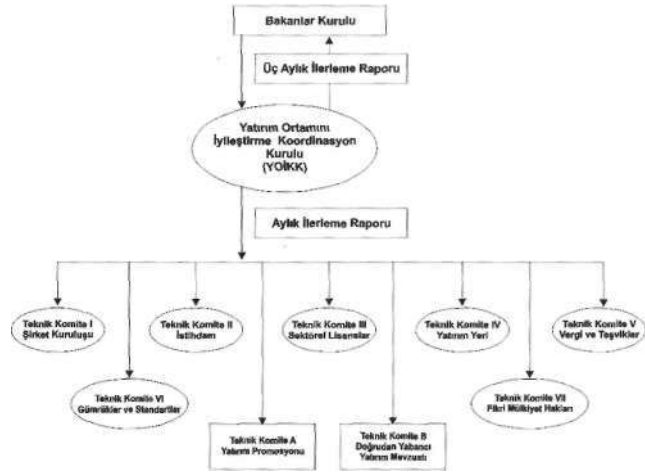 Bakanlar Kurulu
Üç Aylık İlerleme Raporu
Yatırım Ortamını
İyileştirme Koordinasyon
Kurulu
(YOİKK)
Aylık İlerleme Raporu
Teknik Komite I
Şirket Kuruluşu
Teknik Komite II
İstihdam
Teknik Komite III
Sektörel Lisanslar
Teknik Komite IV
Yatırım Yeri
Teknik Komite V
Vergi ve Teşvikler
Teknik Komite VI
Gümrükler ve Standartlar
Teknik Komite VII
Fikri Mülkiyet Hakları
Teknik Komite A
Yatırım Promosyonu
Teknik Komite B
Doğrudan Yabancı
Yatırım Mevzuatı